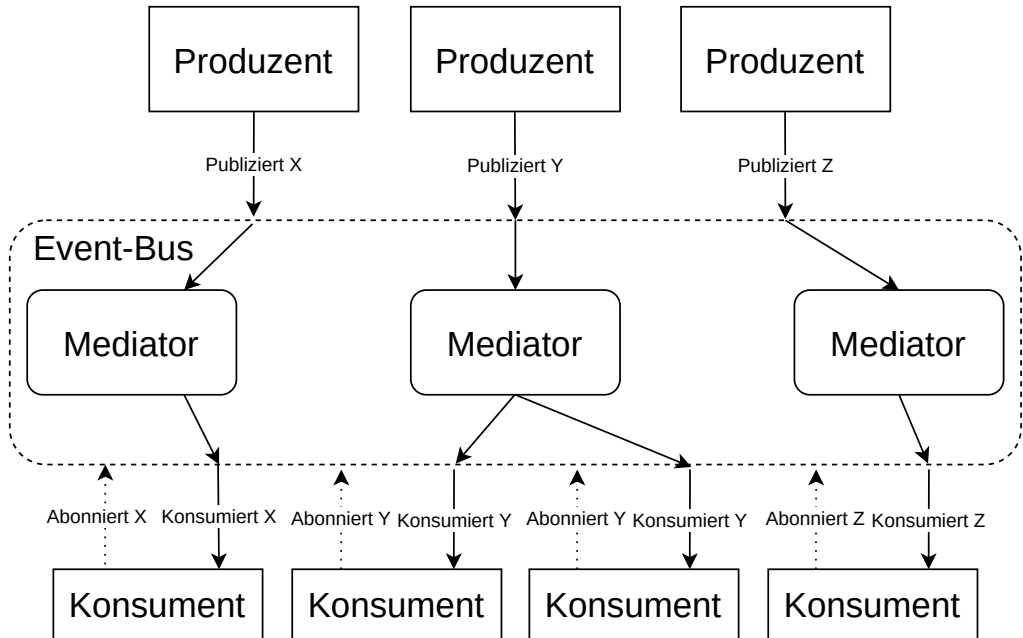 Produzent
Produzent
Produzent
Publiziert X
Publiziert Y
Publiziert Z
Event-Bus
Mediator
Mediator
Mediator
Abonniert X
Konsumiert X
Abonniert Y
Konsumiert Y
Abonniert Y
Konsumiert Y
Abonniert Z
Konsumiert Z
Konsument
Konsument
Konsument
Konsument